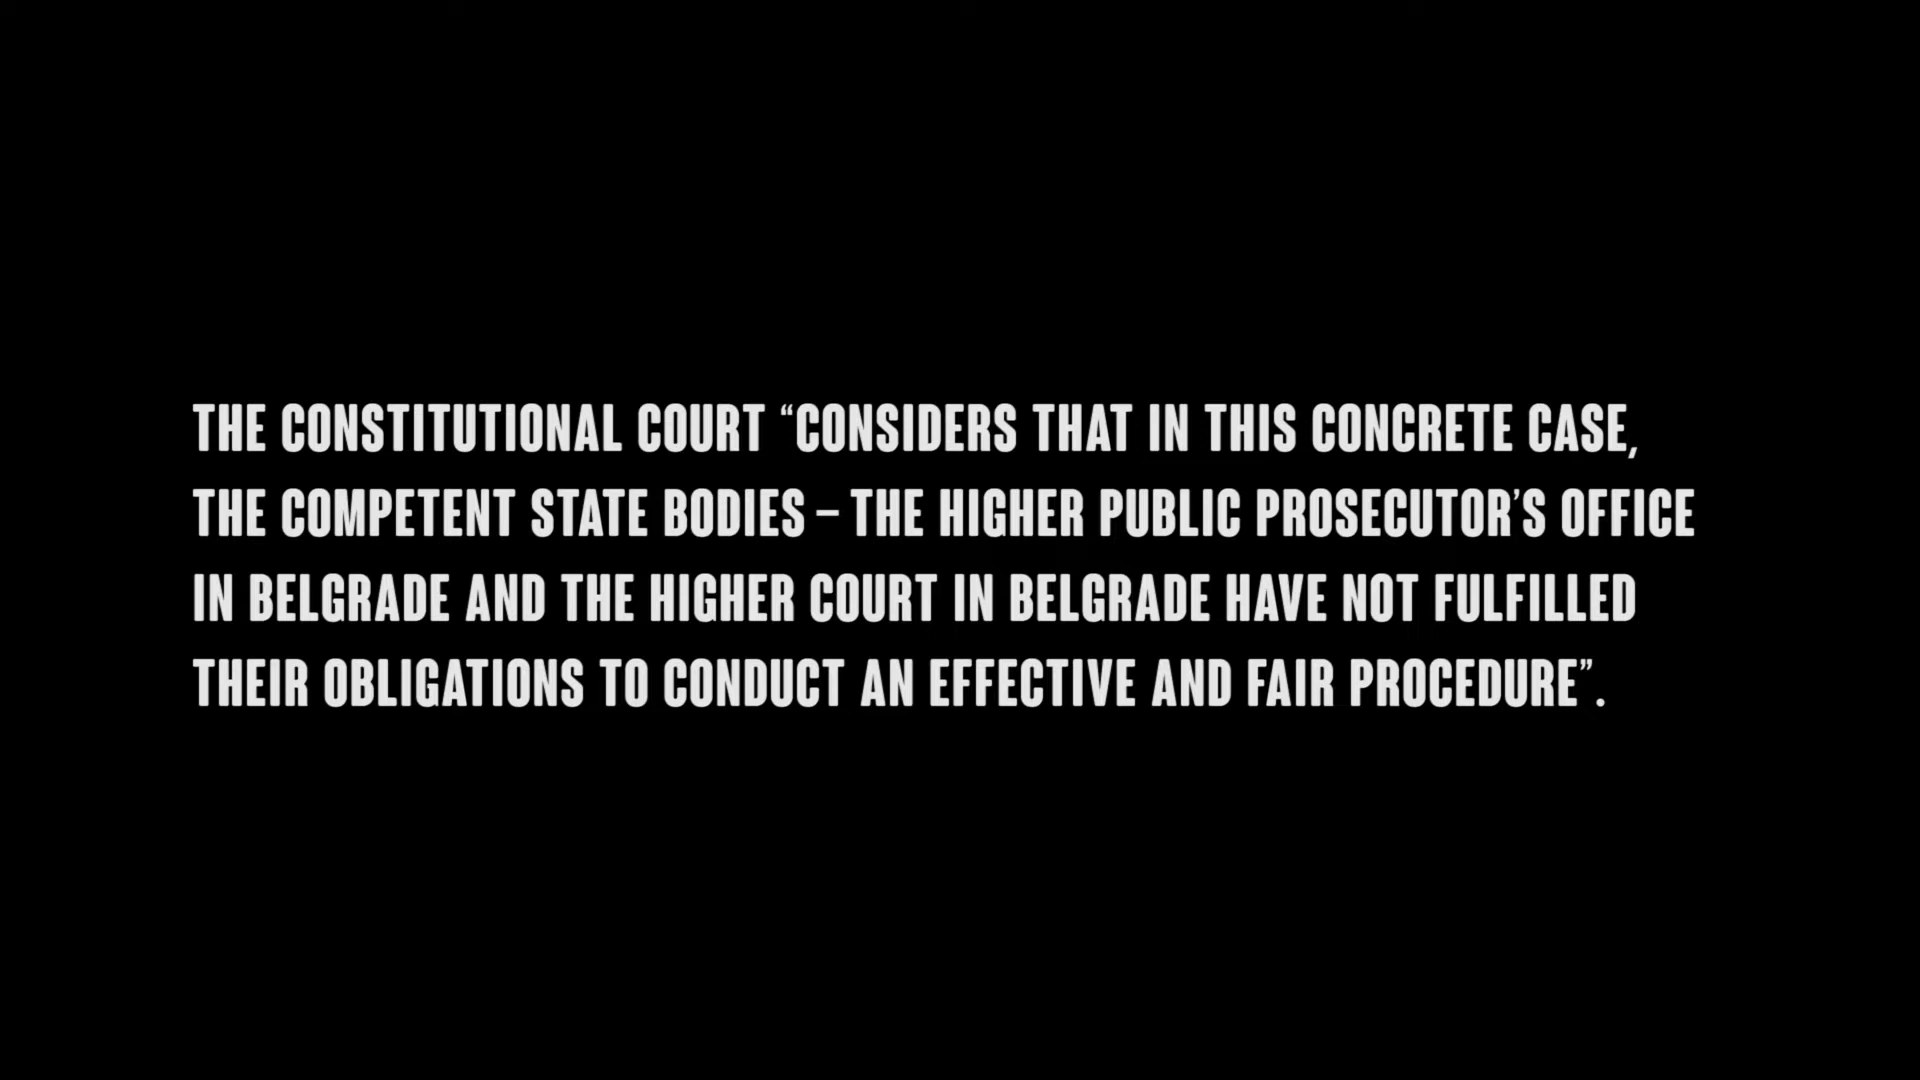 THE CONSTITUTIONAL COURT “CONSIDERS THAT IN THIS CONCRETE CASE,
THE COMPETENT STATE BODIES – THE HIGHER PUBLIC PROSECUTOR’S OFFICE
IN BELGRADE AND THE HIGHER COURT IN BELGRADE HAVE NOT FULFILLED
THEIR OBLIGATIONS TO CONDUCT AN EFFECTIVE AND FAIR PROCEDURE”.